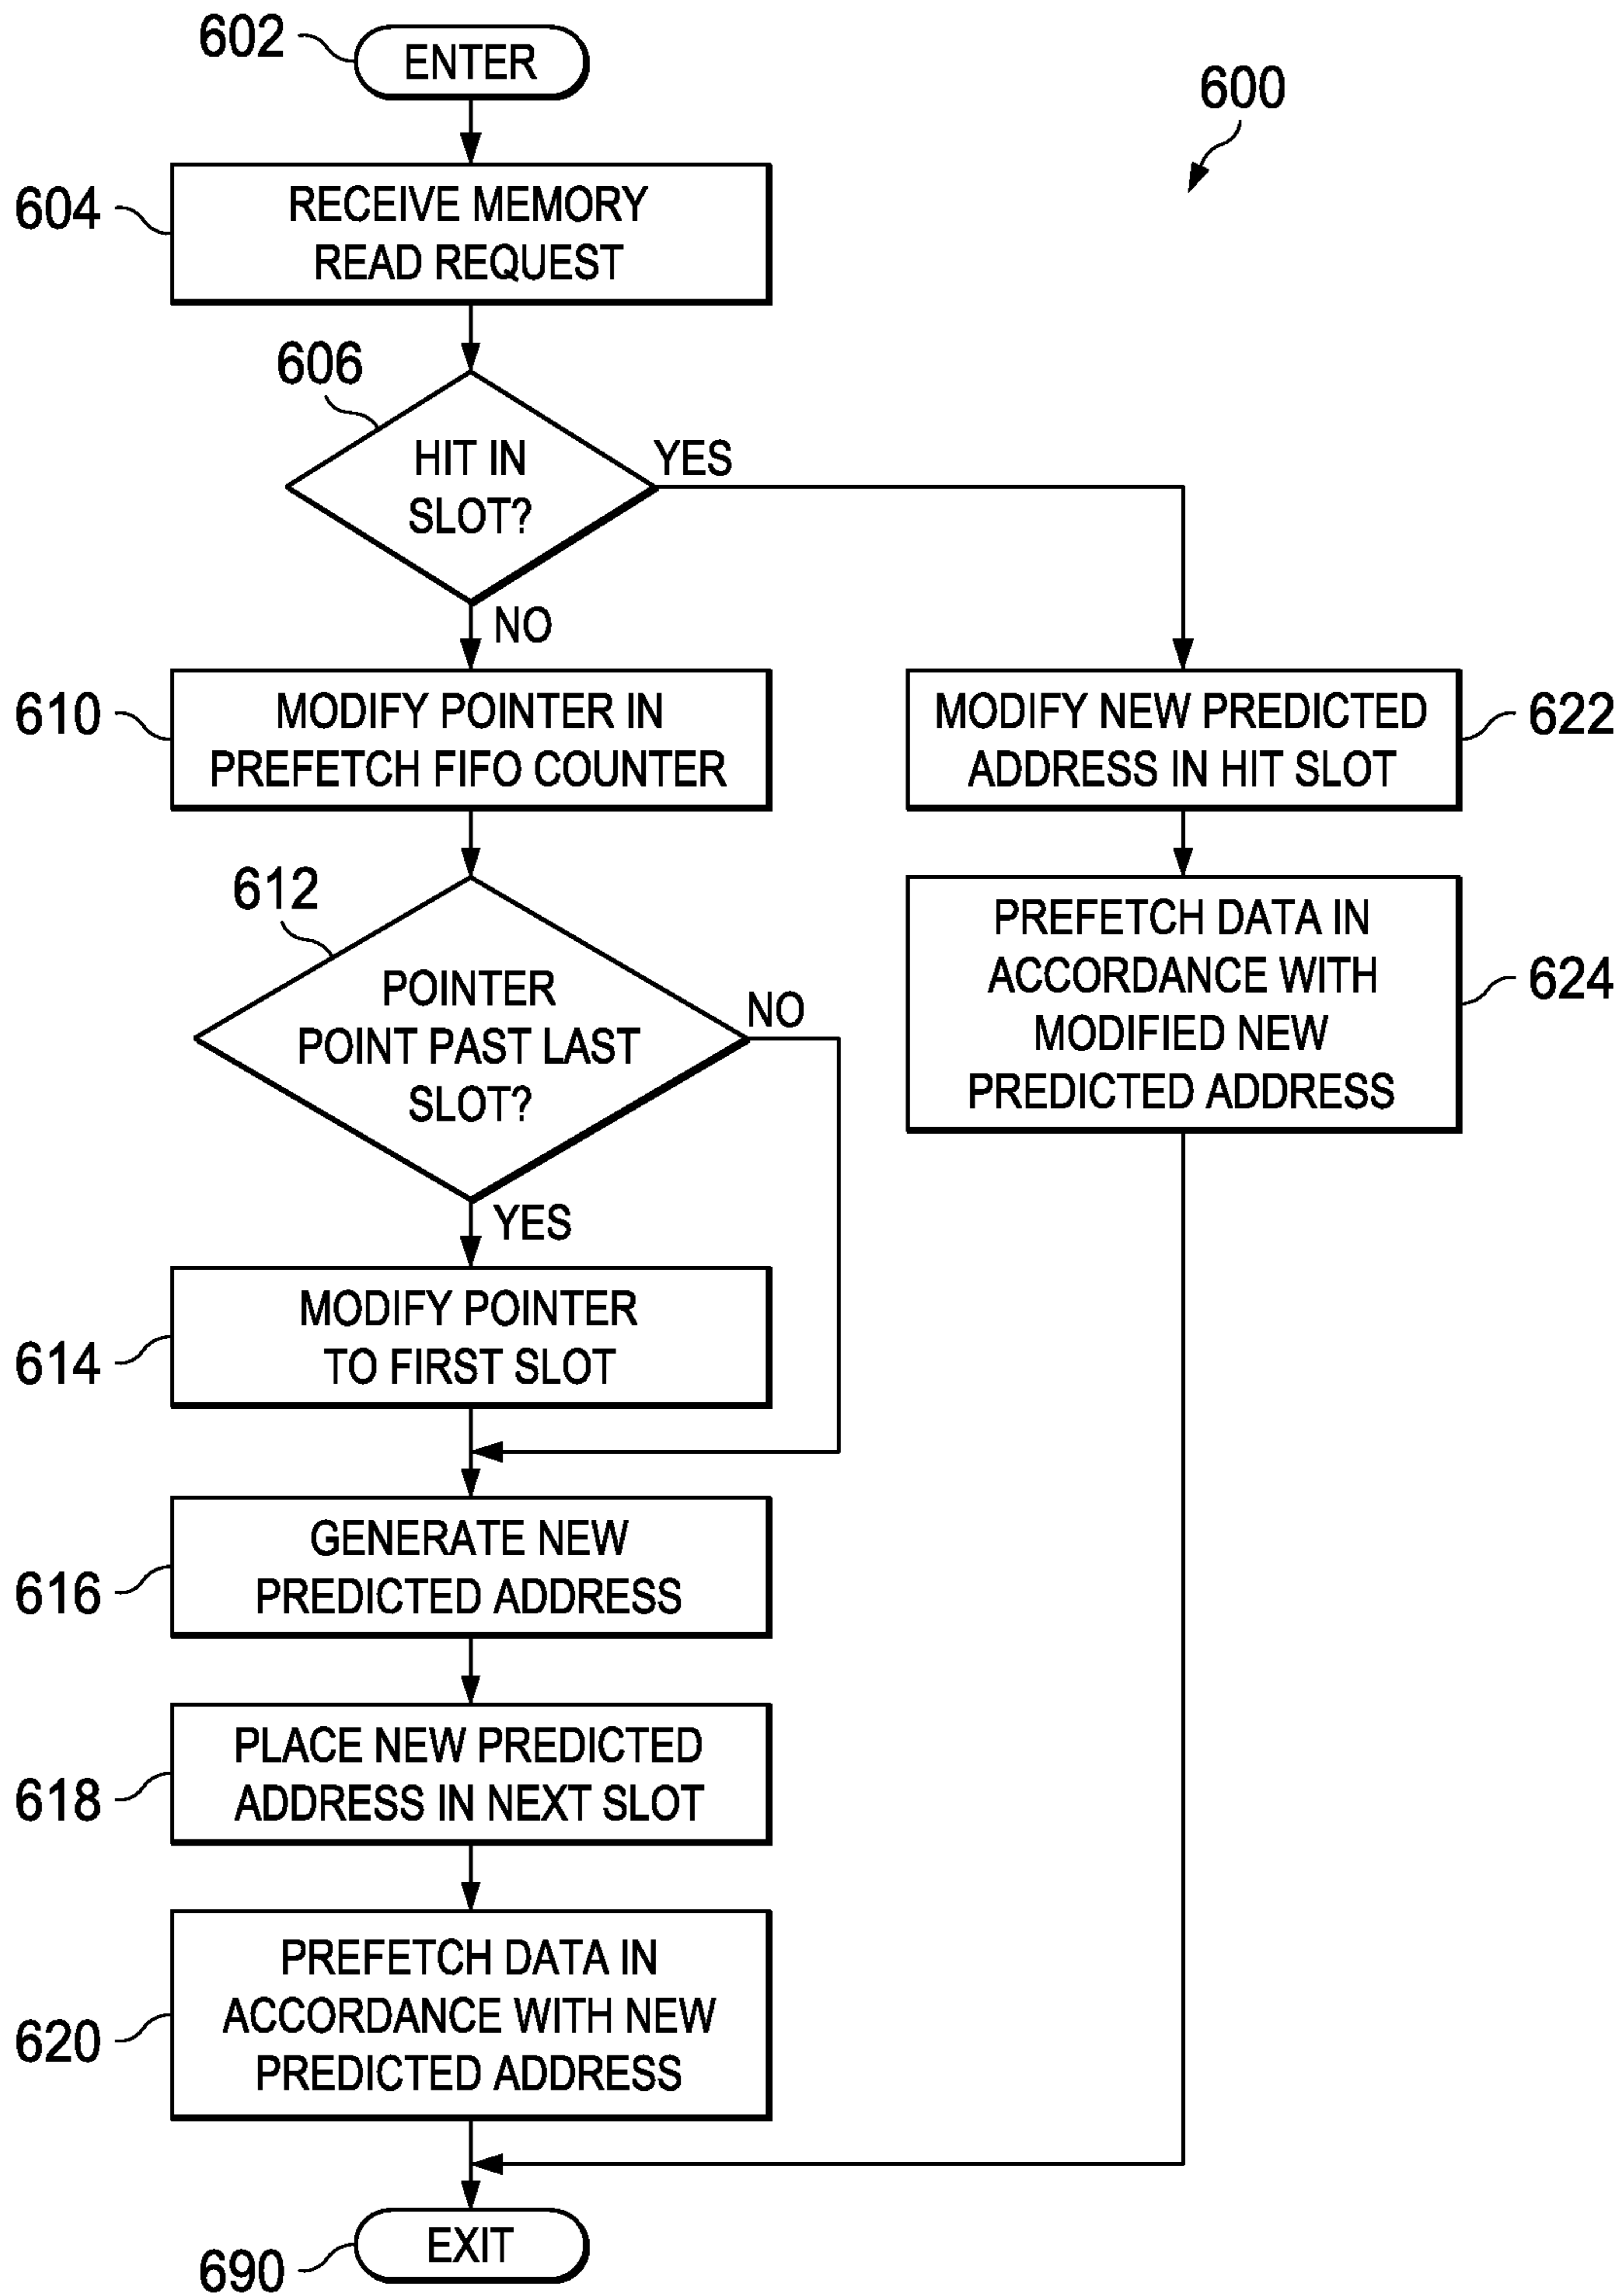 602
ENTER
600
604
RECEIVE MEMORY
READ REQUEST
606
HIT IN
SLOT?
YES
NO
610
MODIFY POINTER IN
PREFETCH FIFO COUNTER
MODIFY NEW PREDICTED
ADDRESS IN HIT SLOT
622
612
POINTER
POINT PAST LAST
SLOT?
NO
YES
PREFETCH DATA IN
ACCORDANCE WITH
MODIFIED NEW
PREDICTED ADDRESS
624
614
MODIFY POINTER
TO FIRST SLOT
616
GENERATE NEW
PREDICTED ADDRESS
618
PLACE NEW PREDICTED
ADDRESS IN NEXT SLOT
620
PREFETCH DATA IN
ACCORDANCE WITH NEW
PREDICTED ADDRESS
690
EXIT